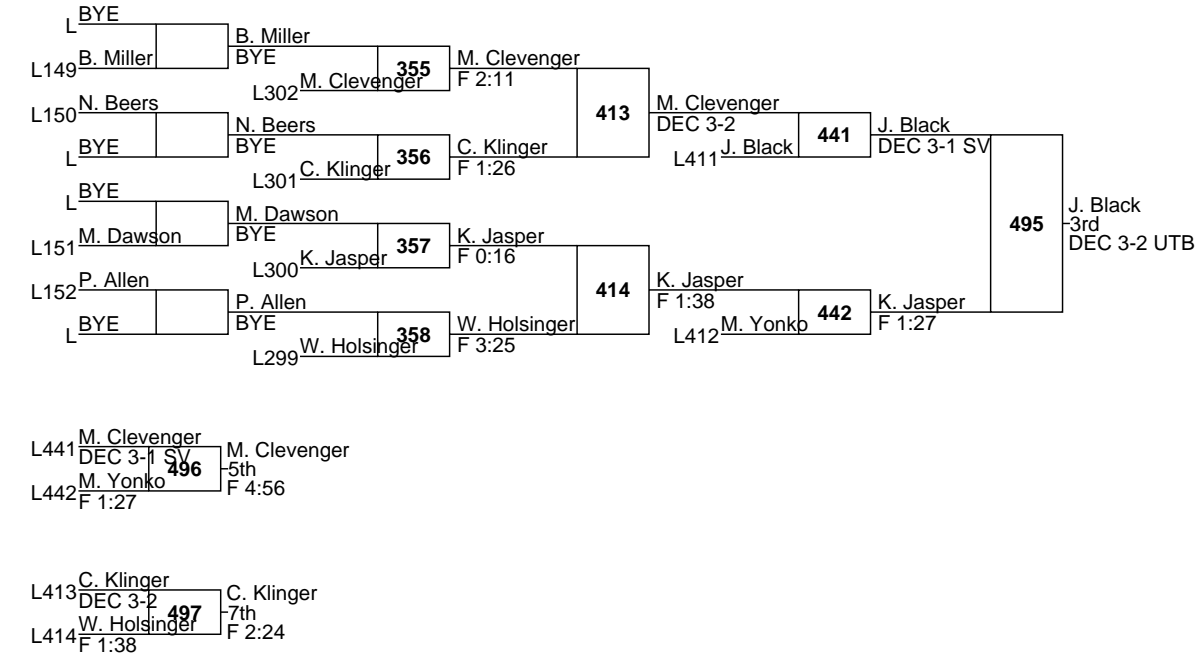 BYE
L
B. Miller
L149
B. Miller
BYE
355
M. Clevenger
L302
M. Clevenger
F 2:11
N. Beers
L150
BYE
L
N. Beers
BYE
356
C. Klinger
L301
C. Klinger
F 1:26
413
M. Clevenger
DEC 3-2
J. Black
L411
441
J. Black
DEC 3-1 SV
BYE
L
M. Dawson
L151
M. Dawson
BYE
357
K. Jasper
L300
K. Jasper
F 0:16
P. Allen
L152
BYE
L
P. Allen
BYE
358
W. Holsinger
L299
W. Holsinger
F 3:25
414
K. Jasper
F 1:38
M. Yonko
L412
442
K. Jasper
F 1:27
495
J. Black
3rd
DEC 3-2 UTB
L441
M. Clevenger
DEC 3-1 SV
496
L442
M. Yonko
F 1:27
M. Clevenger
5th
F 4:56
L413
C. Klinger
DEC 3-2
497
L414
W. Holsinger
F 1:38
C. Klinger
7th
F 2:24